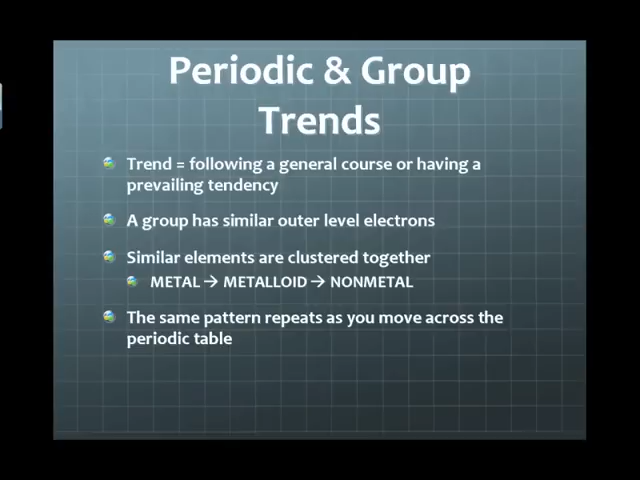 Periodic & Group
Trends
Trend = following a general course or having a
prevailing tendency
A group has similar outer level electrons
Similar elements are clustered together
METAL → METALLOID → NONMETAL
The same pattern repeats as you move across the
periodic table